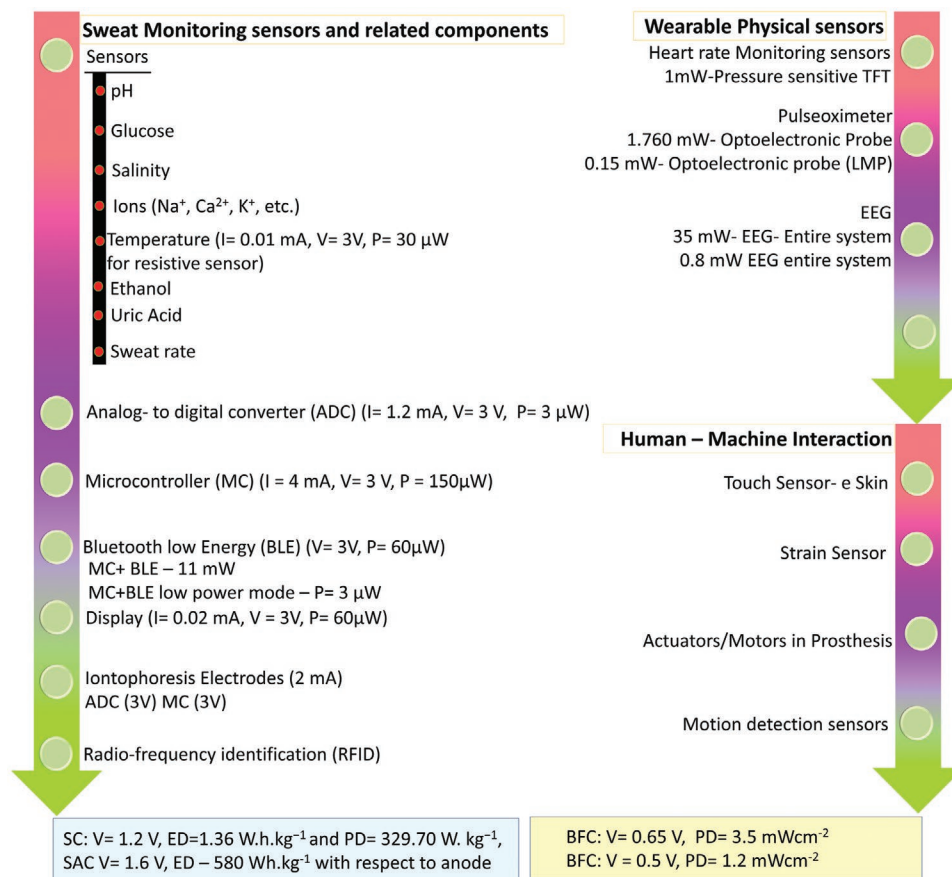 Sweat Monitoring sensors and related components
Sensors
pH
Glucose
Salinity
Ions (Na⁺, Ca²⁺, K⁺, etc.)
Temperature (I= 0.01 mA, V= 3V, P= 30 µW
for resistive sensor)
Ethanol
Uric Acid
Sweat rate
Analog- to digital converter (ADC) (I= 1.2 mA, V= 3 V, P= 3 µW)
Microcontroller (MC) (I = 4 mA, V= 3 V, P = 150µW)
Bluetooth low Energy (BLE) (V= 3V, P= 60µW)
MC+ BLE – 11 mW
MC+BLE low power mode – P= 3 µW
Display (I= 0.02 mA, V = 3V, P= 60µW)
Iontophoresis Electrodes (2 mA)
ADC (3V) MC (3V)
Radio-frequency identification (RFID)
Wearable Physical sensors
Heart rate Monitoring sensors
1mW-Pressure sensitive TFT
Pulseoximeter
1.760 mW- Optoelectronic Probe
0.15 mW- Optoelectronic probe (LMP)
EEG
35 mW- EEG- Entire system
0.8 mW EEG entire system
Human – Machine Interaction
Touch Sensor- e Skin
Strain Sensor
Actuators/Motors in Prosthesis
Motion detection sensors
SC: V= 1.2 V, ED=1.36 W.h.kg⁻¹ and PD= 329.70 W. kg⁻¹,
SAC V= 1.6 V, ED – 580 Wh.kg⁻¹ with respect to anode
BFC: V= 0.65 V, PD= 3.5 mWcm⁻²
BFC: V = 0.5 V, PD= 1.2 mWcm⁻²